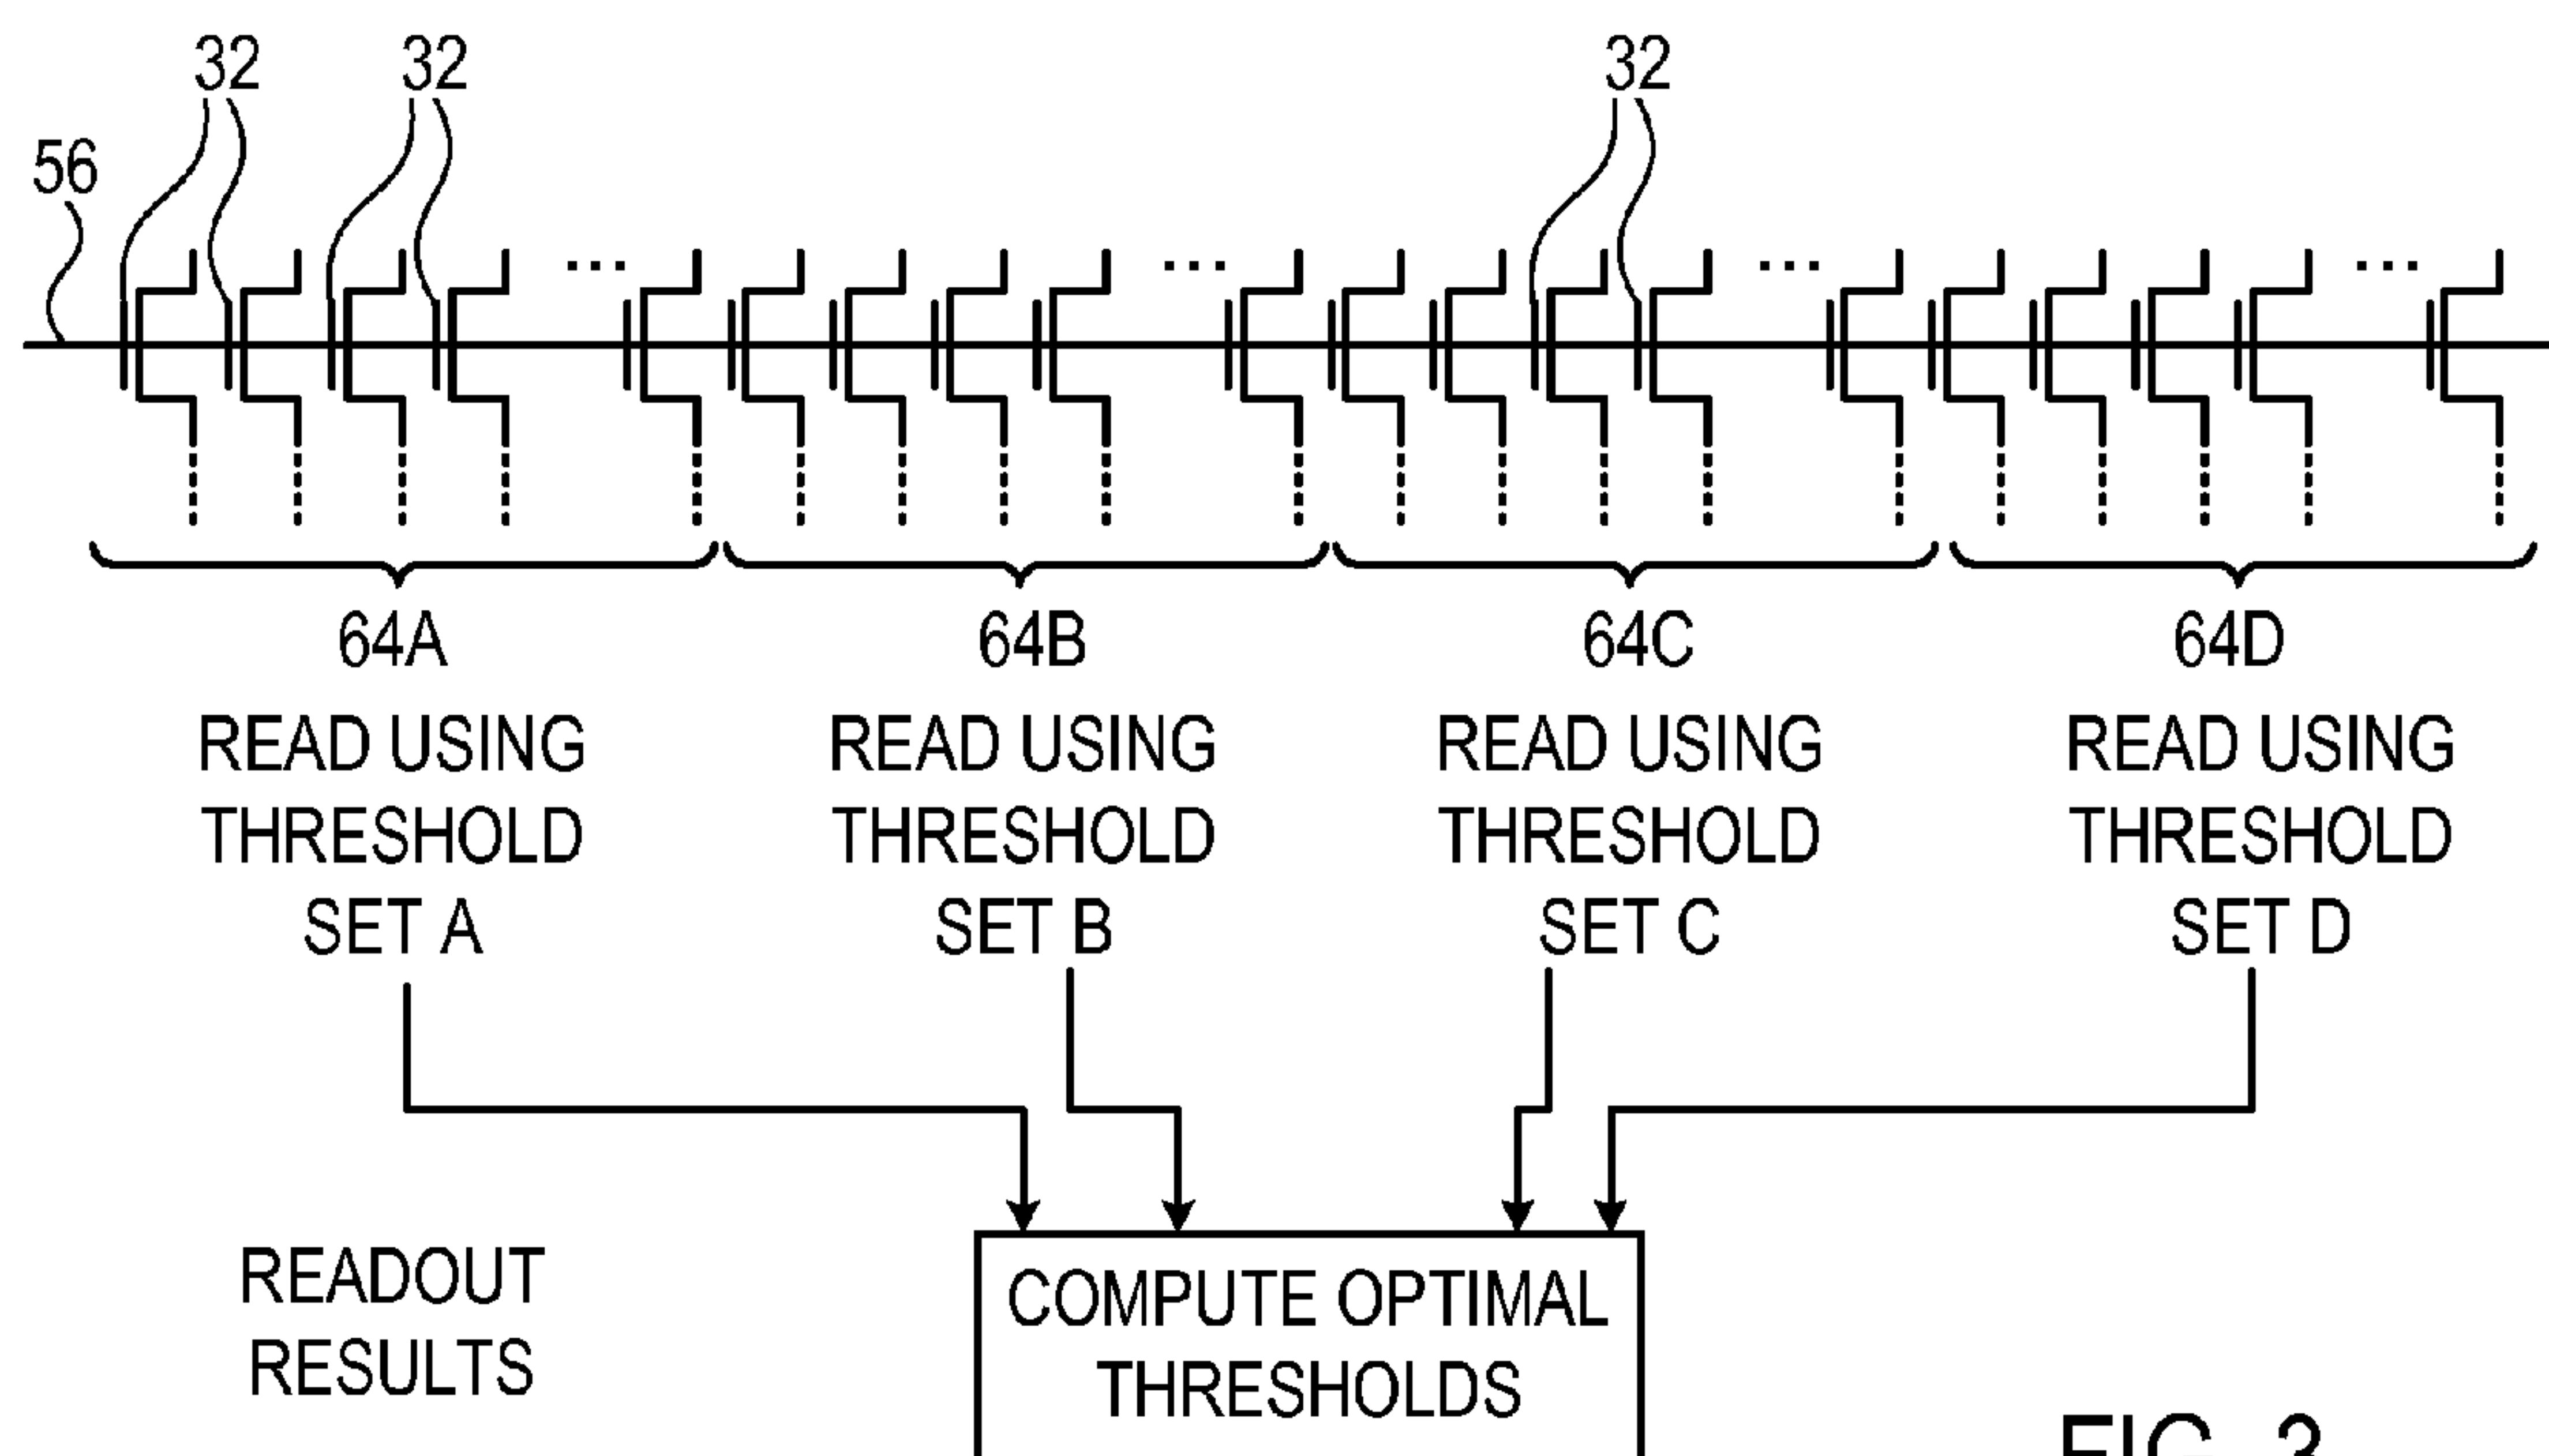 32 32 32
56
... ... ... ...
64A 64B 64C 64D
READ USING READ USING READ USING READ USING
THRESHOLD THRESHOLD THRESHOLD THRESHOLD
SET A SET B SET C SET D
READOUT
RESULTS
COMPUTE OPTIMAL
THRESHOLDS
FIG.